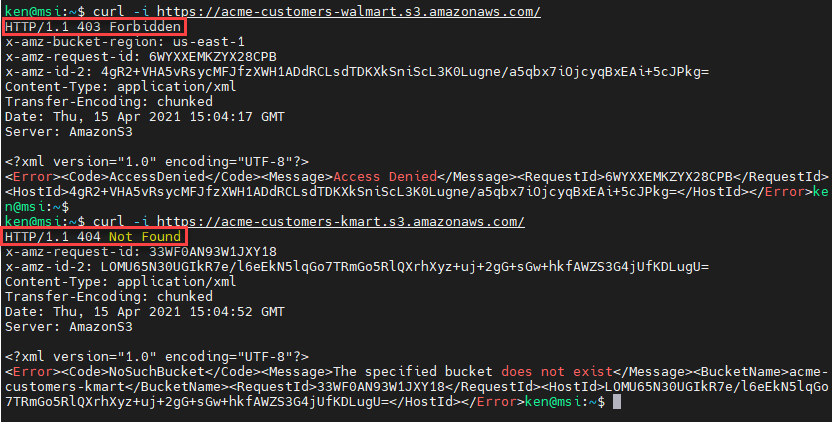 ken@msi:~$ curl -i https://acme-customers-walmart.s3.amazonaws.com/
HTTP/1.1 403 Forbidden
x-amz-bucket-region: us-east-1
x-amz-request-id: 6WYXXEMKZYX28CPB
x-amz-id-2: 4gR2+VHA5vRsycMFJfzXWH1ADdRCLsdTDKXkSniScL3K0Lugne/a5qbx7iOjcyqBxEAi+5cJPkg=
Content-Type: application/xml
Transfer-Encoding: chunked
Date: Thu, 15 Apr 2021 15:04:17 GMT
Server: AmazonS3

<?xml version="1.0" encoding="UTF-8"?>
<Error><Code>AccessDenied</Code><Message>Access Denied</Message><RequestId>6WYXXEMKZYX28CPB</RequestId>
<HostId>4gR2+VHA5vRsycMFJfzXWH1ADdRCLsdTDKXkSniScL3K0Lugne/a5qbx7iOjcyqBxEAi+5cJPkg=</HostId></Error>ke
n@msi:~$
ken@msi:~$ curl -i https://acme-customers-kmart.s3.amazonaws.com/
HTTP/1.1 404 Not Found
x-amz-request-id: 33WF0AN93W1JXY18
x-amz-id-2: LOMU65N30UGIkR7e/l6eEkN5lqGo7TRmGo5RlQXrhXyz+uj+2gG+sGw+hkfAWZS3G4jUfKDLugU=
Content-Type: application/xml
Transfer-Encoding: chunked
Date: Thu, 15 Apr 2021 15:04:52 GMT
Server: AmazonS3

<?xml version="1.0" encoding="UTF-8"?>
<Error><Code>NoSuchBucket</Code><Message>The specified bucket does not exist</Message><BucketName>acme-
customers-kmart</BucketName><RequestId>33WF0AN93W1JXY18</RequestId><HostId>LOMU65N30UGIkR7e/l6eEkN5lqGo
7TRmGo5RlQXrhXyz+uj+2gG+sGw+hkfAWZS3G4jUfKDLugU=</HostId></Error>ken@msi:~$